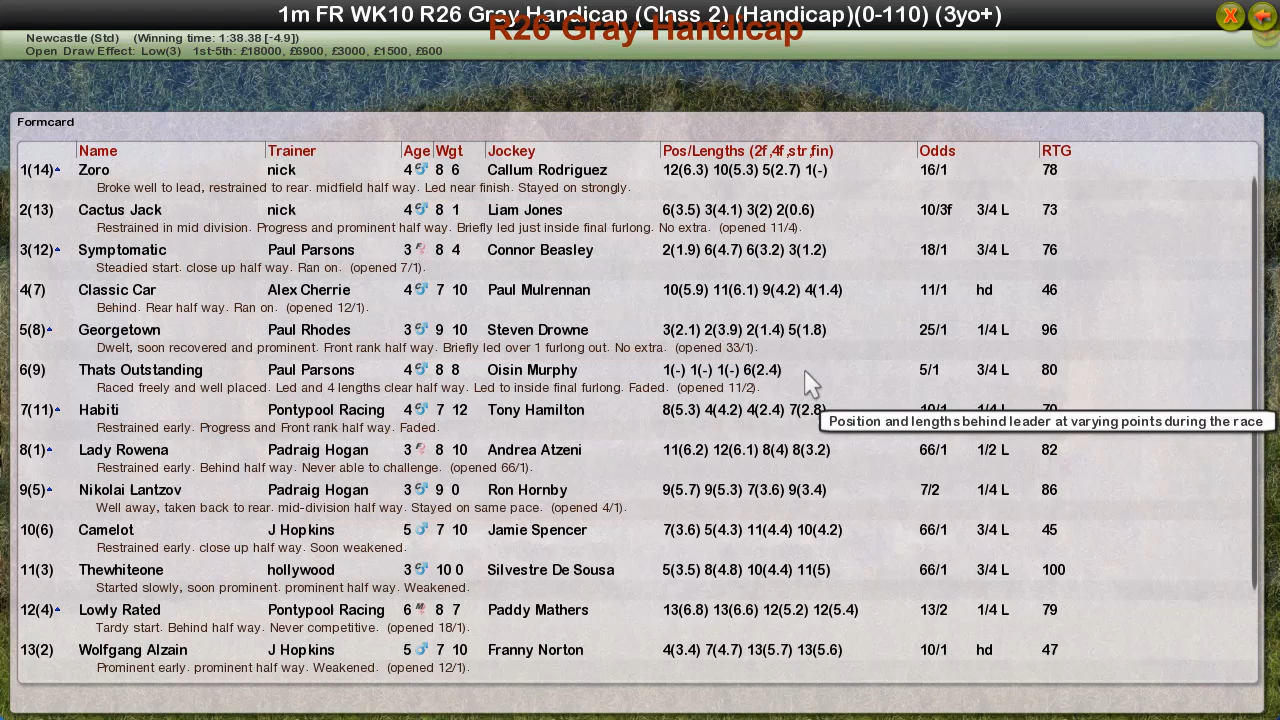 1m FR WK10 R26 Gray Handicap (Class 2) (Handicap)(0-110) (3yo+)
R26 Gray Handicap
Newcastle (Std) (Winning time: 1:38.38 [-4.9])
Open Draw Effect: Low(3) 1st-5th: £18000, £6900, £3000, £1500, £600
Formcard
Name Trainer Age Wgt Jockey Pos/Lengths (2f,4f,str,fin) Odds RTG
1(14) Zoro nick 4 8 6 Callum Rodriguez 12(6.3) 10(5.3) 5(2.7) 1(-) 16/1 78
Broke well to lead, restrained to rear. midfield half way. Led near finish. Stayed on strongly.
2(13) Cactus Jack nick 4 8 1 Liam Jones 6(3.5) 3(4.1) 3(2) 2(0.6) 10/3f 3/4 L 73
Restrained in mid division. Progress and prominent half way. Briefly led just inside final furlong. No extra. (opened 11/4).
3(12) Symptomatic Paul Parsons 3 8 4 Connor Beasley 2(1.9) 6(4.7) 6(3.2) 3(1.2) 18/1 3/4 L 76
Steadied start. close up half way. Ran on. (opened 7/1).
4(7) Classic Car Alex Cherrie 4 7 10 Paul Mulrennan 10(5.9) 11(6.1) 9(4.2) 4(1.4) 11/1 hd 46
Behind. Rear half way. Ran on. (opened 12/1).
5(8) Georgetown Paul Rhodes 3 9 10 Steven Drowne 3(2.1) 2(3.9) 2(1.4) 5(1.8) 25/1 1/4 L 96
Dwelt, soon recovered and prominent. Front rank half way. Briefly led over 1 furlong out. No extra. (opened 33/1).
6(9) Thats Outstanding Paul Parsons 4 8 8 Oisin Murphy 1(-) 1(-) 1(-) 6(2.4) 5/1 3/4 L 80
Raced freely and well placed. Led and 4 lengths clear half way. Led to inside final furlong. Faded. (opened 11/2).
7(11) Habiti Pontypool Racing 4 7 12 Tony Hamilton 8(5.3) 4(4.2) 4(2.4) 7(2.8) 10/1 1/4 L 70
Position and lengths behind leader at varying points during the race
Restrained early. Progress and Front rank half way. Faded.
8(1) Lady Rowena Padraig Hogan 3 8 10 Andrea Atzeni 11(6.2) 12(6.1) 8(4) 8(3.2) 66/1 1/2 L 82
Restrained early. Behind half way. Never able to challenge. (opened 66/1).
9(5) Nikolai Lantzov Padraig Hogan 3 9 0 Ron Hornby 9(5.7) 9(5.3) 7(3.6) 9(3.4) 7/2 1/4 L 86
Well away, taken back to rear. mid-division half way. Stayed on same pace. (opened 4/1).
10(6) Camelot J Hopkins 5 7 10 Jamie Spencer 7(3.6) 5(4.3) 11(4.4) 10(4.2) 66/1 3/4 L 45
Restrained early. close up half way. Soon weakened.
11(3) Thewhiteone hollywood 3 10 0 Silvestre De Sousa 5(3.5) 8(4.8) 10(4.4) 11(5) 66/1 3/4 L 100
Started slowly, soon prominent. prominent half way. Weakened.
12(4) Lowly Rated Pontypool Racing 6 8 7 Paddy Mathers 13(6.8) 13(6.6) 12(5.2) 12(5.4) 13/2 1/4 L 79
Tardy start. Behind half way. Never competitive. (opened 18/1).
13(2) Wolfgang Alzain J Hopkins 5 7 10 Franny Norton 4(3.4) 7(4.7) 13(5.7) 13(5.6) 10/1 hd 47
Prominent early. prominent half way. Weakened. (opened 12/1).